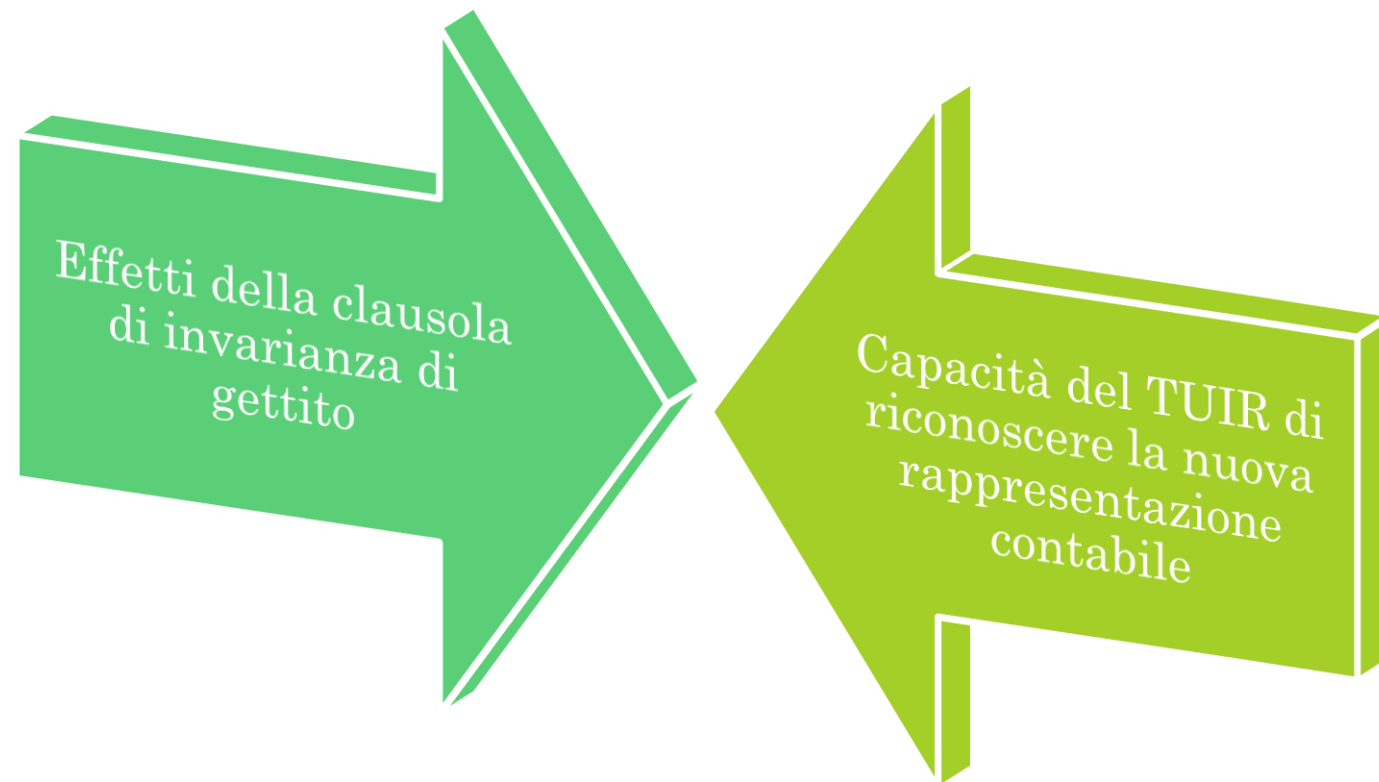 Effetti della clausola
di invarianza di
gettito
Capacità del TUIR di
riconoscere la nuova
rappresentazione
contabile